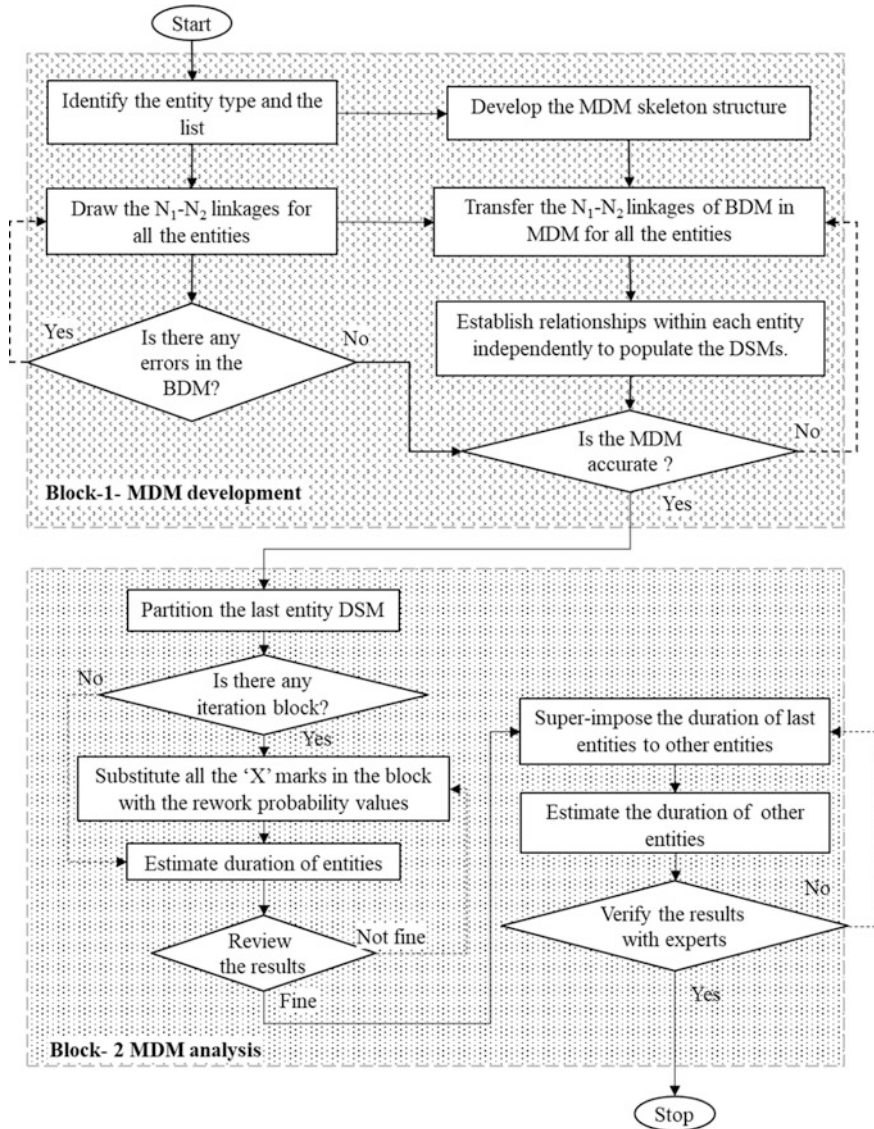 Start
Identify the entity type and the
list
Develop the MDM skeleton structure
Draw the N₁-N₂ linkages for
all the entities
Transfer the N₁-N₂ linkages of BDM in
MDM for all the entities
Yes
Is there any
errors in the
BDM?
No
Establish relationships within each entity
independently to populate the DSMs.
Is the MDM
accurate ?
No
Yes
Block-1- MDM development
Partition the last entity DSM
No
Is there any
iteration block?
Yes
Substitute all the ‘X’ marks in the block
with the rework probability values
Estimate duration of entities
Review
the results
Not fine
Fine
Super-impose the duration of last
entities to other entities
Estimate the duration of other
entities
No
Verify the results
with experts
Yes
Block- 2 MDM analysis
Stop